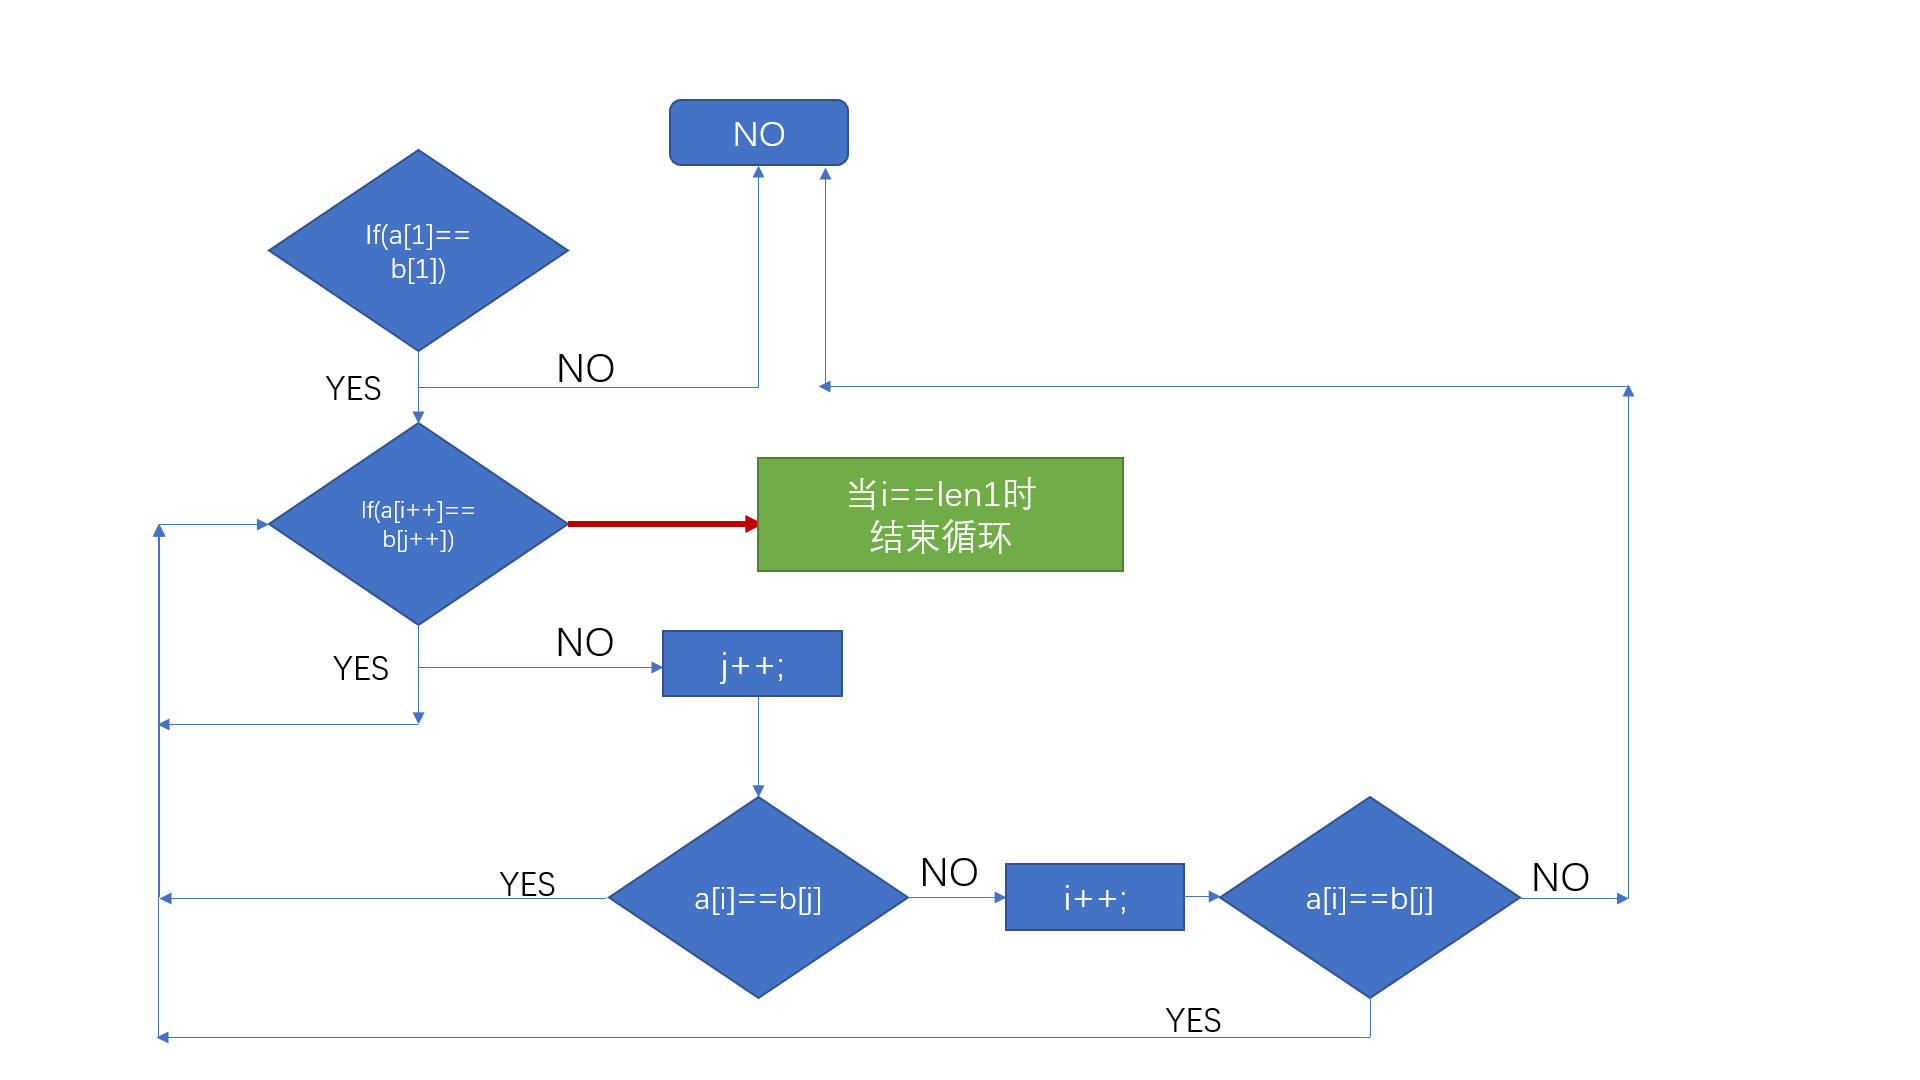 NO
If(a[1]==
b[1])
NO
YES
If(a[i++]==
b[j++])
当i==len1时
结束循环
NO
YES
j++;
YES
a[i]==b[j]
NO
i++;
a[i]==b[j]
NO
YES